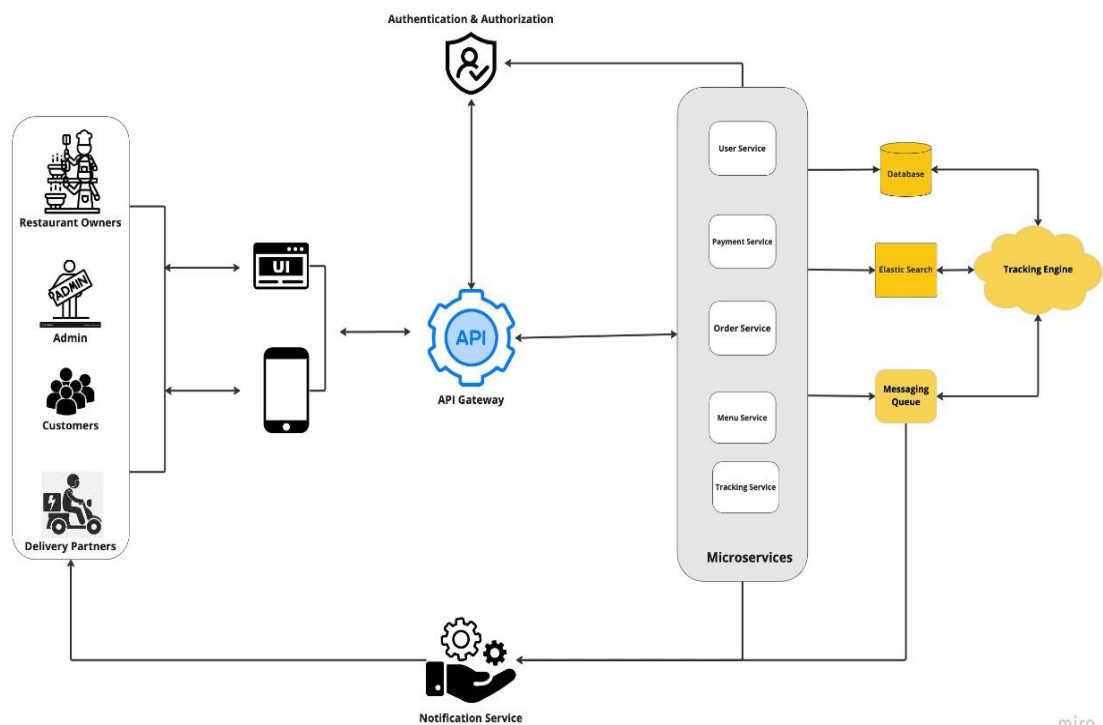 Authentication & Authorization
Restaurant Owners
ADMIN
Admin
Customers
Delivery Partners
UI
API
API Gateway
User Service
Payment Service
Order Service
Menu Service
Tracking Service
Microservices
Database
Elastic Search
Messaging
Queue
Tracking Engine
Notification Service
miro